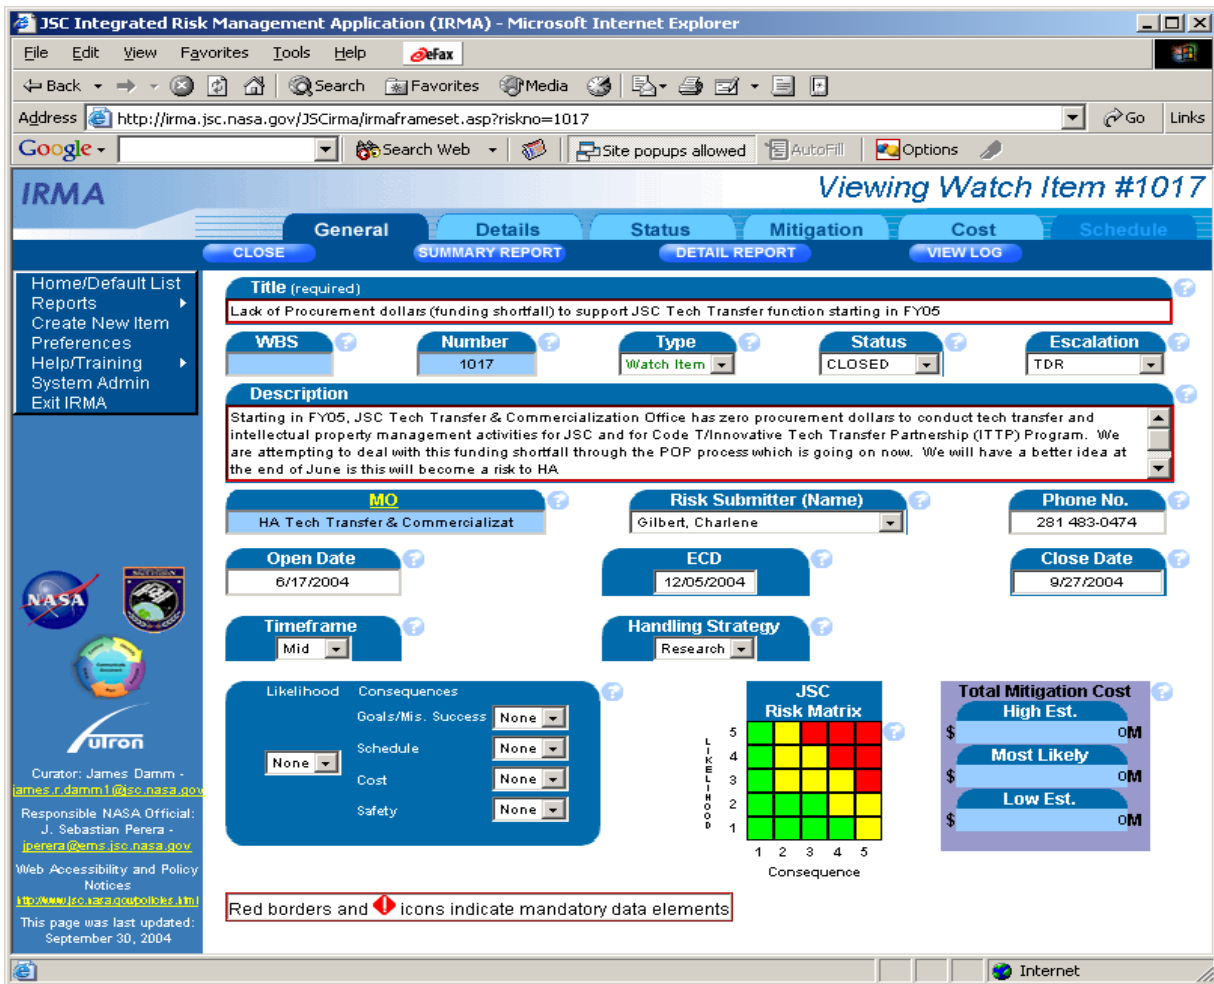 JSC Integrated Risk Management Application (IRMA) - Microsoft Internet Explorer
File Edit View Favorites Tools Help eFax
Back Search Favorites Media
Address http://irma.jsc.nasa.gov/JSCirma/irmaframeset.asp?riskno=1017 Go Links
Google Search Web Site popups allowed AutoFill Options
IRMA Viewing Watch Item #1017
General Details Status Mitigation Cost Schedule
CLOSE SUMMARY REPORT DETAIL REPORT VIEW LOG
Home/Default List
Reports
Create New Item
Preferences
Help/Training
System Admin
Exit IRMA
Title (required)
Lack of Procurement dollars (funding shortfall) to support JSC Tech Transfer function starting in FY05
WBS Number Type Status Escalation
1017 Watch Item CLOSED TDR
Description
Starting in FY05, JSC Tech Transfer & Commercialization Office has zero procurement dollars to conduct tech transfer and
intellectual property management activities for JSC and for Code T/Innovative Tech Transfer Partnership (ITTP) Program. We
are attempting to deal with this funding shortfall through the POP process which is going on now. We will have a better idea at
the end of June is this will become a risk to HA
MO Risk Submitter (Name) Phone No.
HA Tech Transfer & Commercializat Gilbert, Charlene 281 483-0474
Open Date ECD Close Date
6/17/2004 12/05/2004 9/27/2004
Timeframe Handling Strategy
Mid Research
Likelihood Consequences
Goals/Mis. Success None
None
Schedule None
Cost None
Safety None
JSC
Risk Matrix
LIKELIHOOD
5
4
3
2
1
1 2 3 4 5
Consequence
Total Mitigation Cost
High Est.
$ 0M
Most Likely
$ 0M
Low Est.
$ 0M
NASA
Futron
Curator: James Damm -
james.r.damm1@jsc.nasa.gov
Responsible NASA Official:
J. Sebastian Perera -
jperera@ems.jsc.nasa.gov
Web Accessibility and Policy
Notices
http://www.jsc.nasa.gov/policies.html
This page was last updated:
September 30, 2004
Red borders and icons indicate mandatory data elements
Internet